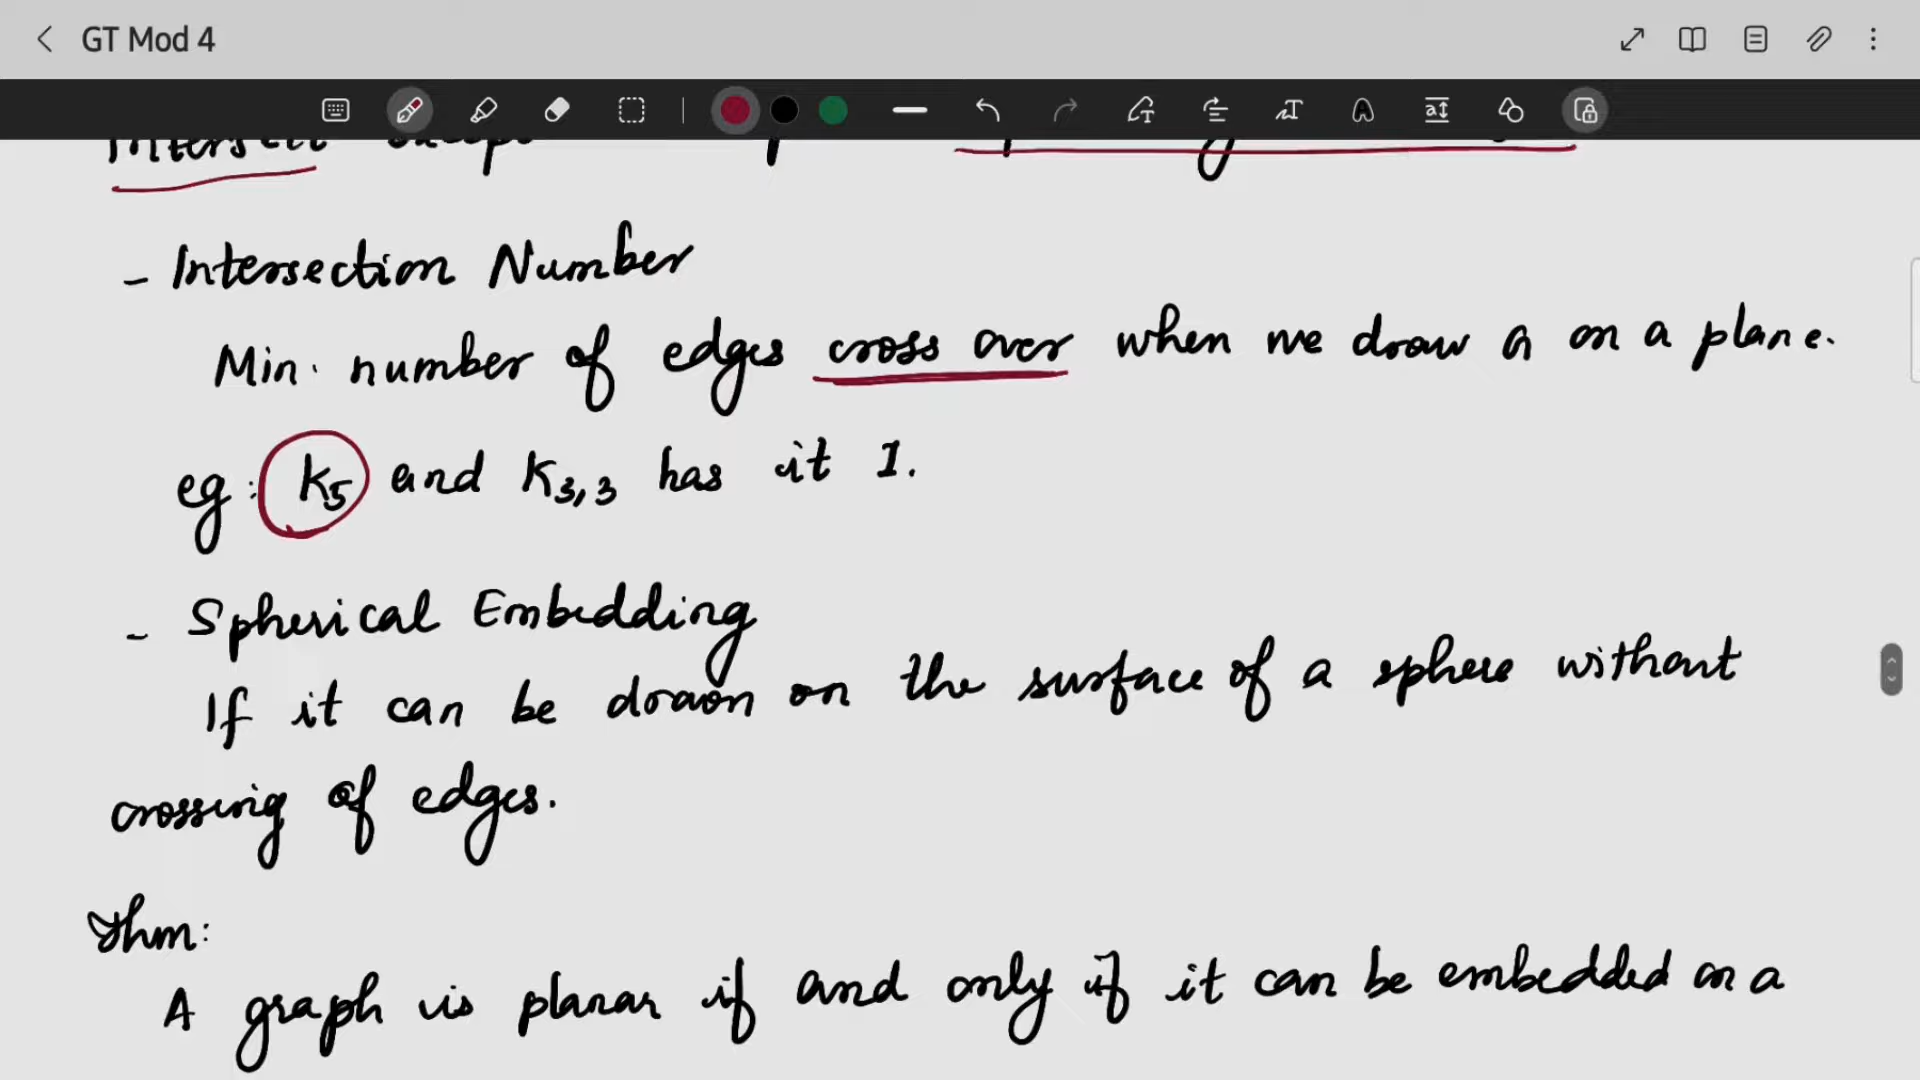 GT Mod 4
Intersect except
- Intersection Number
Min. number of edges cross over when we draw G on a plane.
eg: K5 and K3,3 has it 1.
- Spherical Embedding
If it can be drawn on the surface of a sphere without
crossing of edges.
Thm:
A graph is planar if and only if it can be embedded on a